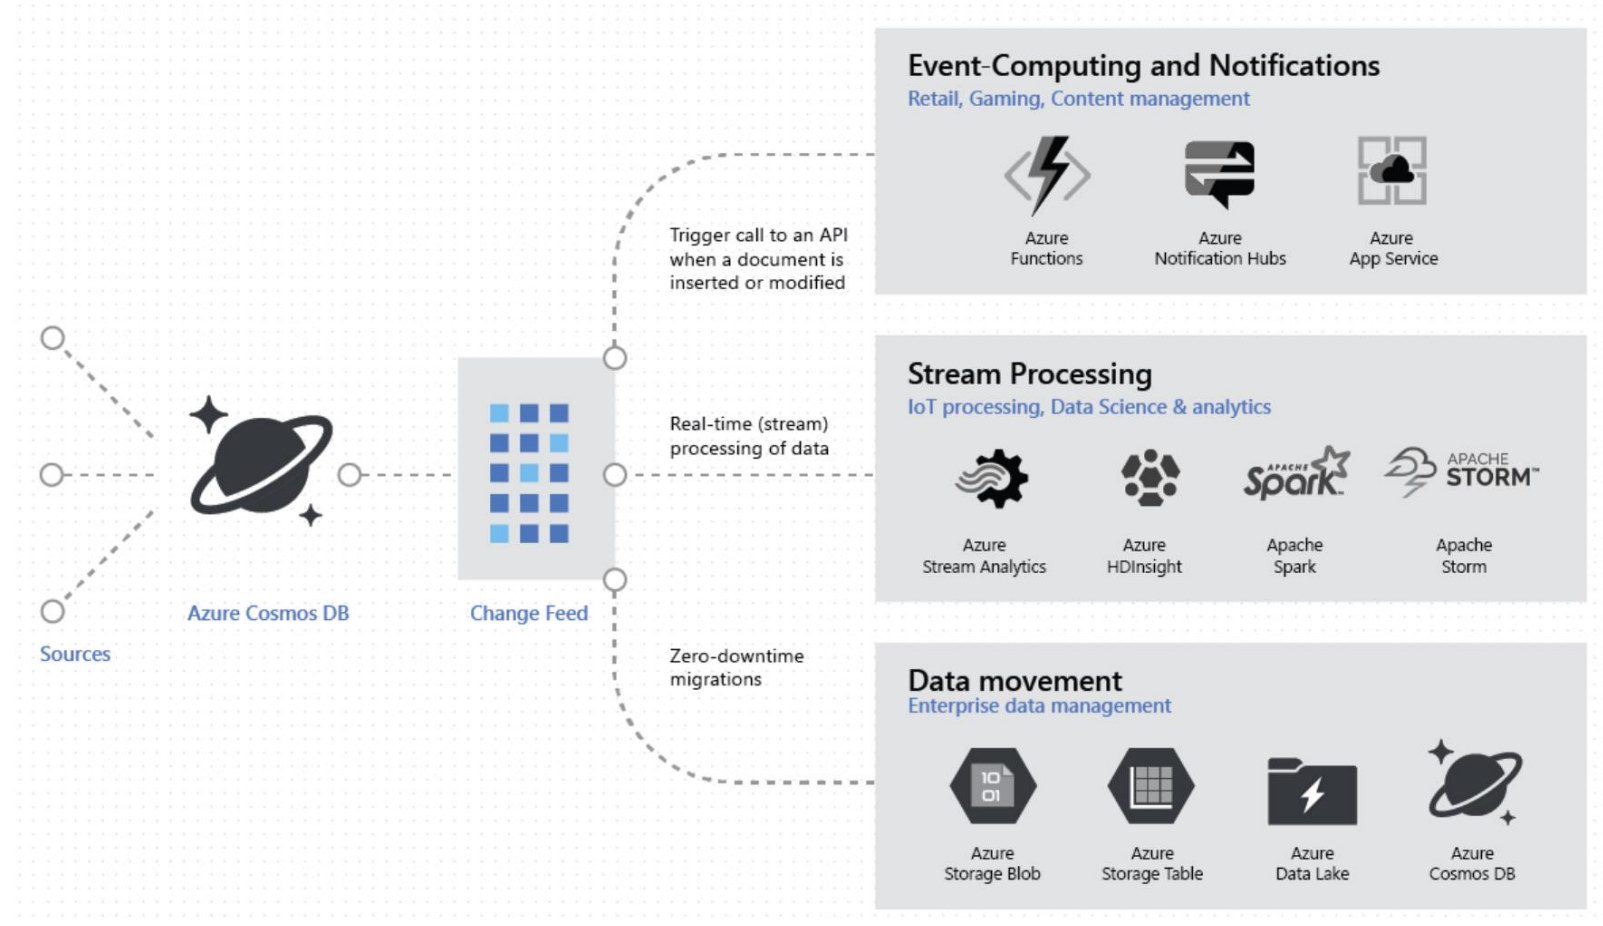 Event-Computing and Notifications
Retail, Gaming, Content management
Azure
Functions
Azure
Notification Hubs
Azure
App Service
Trigger call to an API
when a document is
inserted or modified
Stream Processing
IoT processing, Data Science & analytics
APACHE
Spark™
APACHE
STORM™
Azure
Stream Analytics
Azure
HDInsight
Apache
Spark
Apache
Storm
Real-time (stream)
processing of data
Azure Cosmos DB
Change Feed
Sources
Zero-downtime
migrations
Data movement
Enterprise data management
10
01
Azure
Storage Blob
Azure
Storage Table
Azure
Data Lake
Azure
Cosmos DB